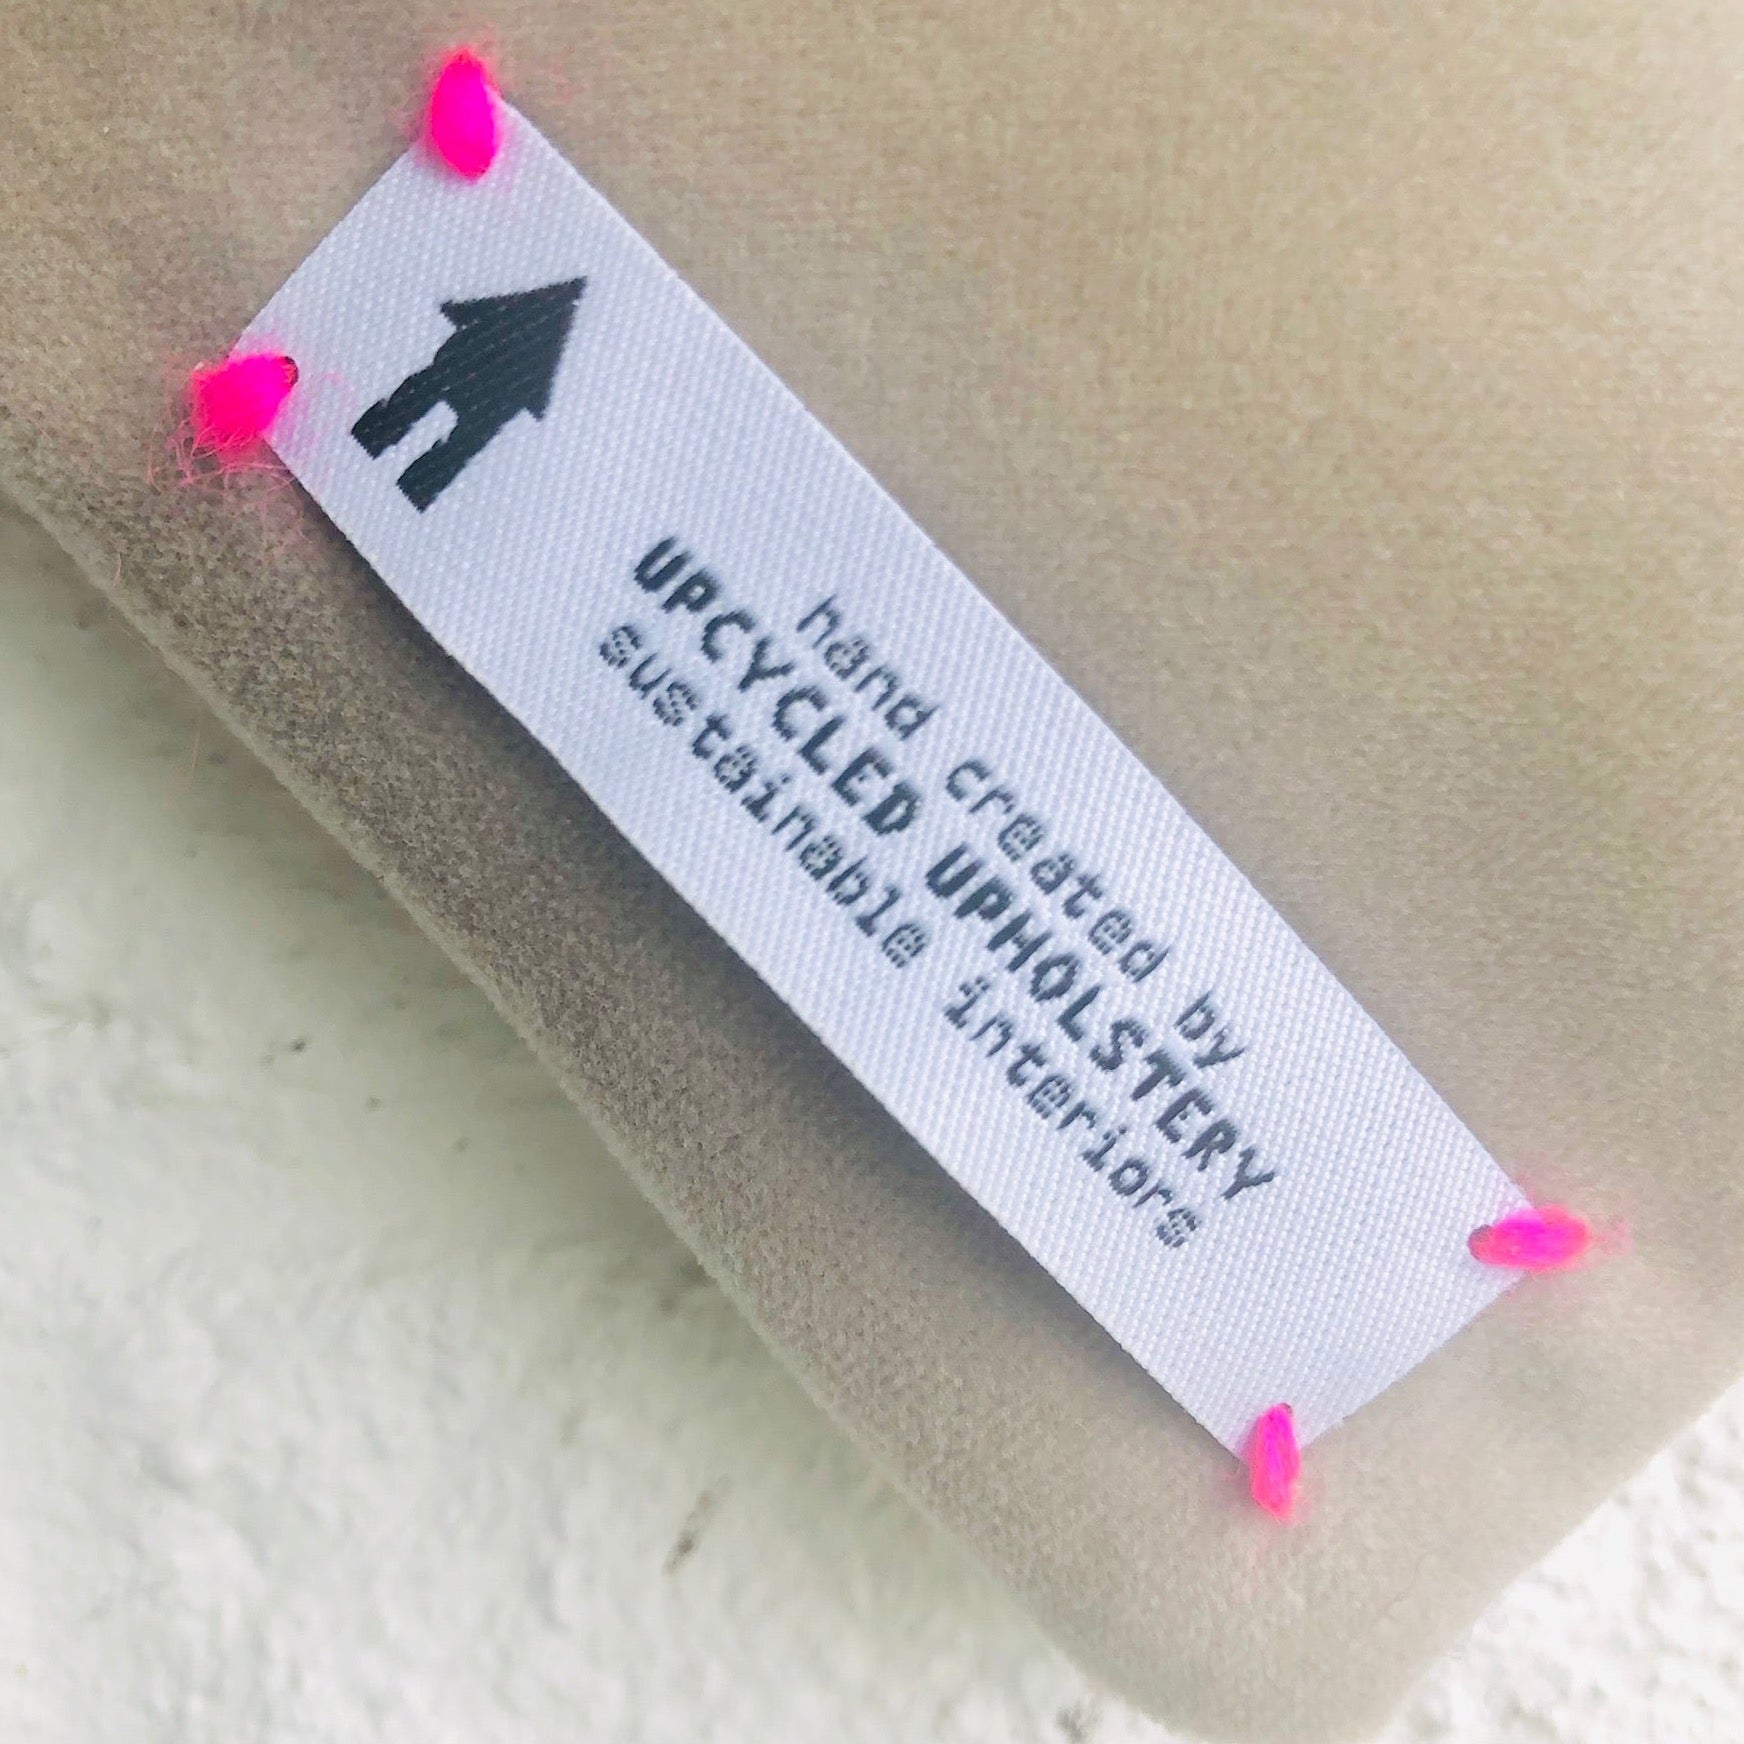 hand created by
UPCYCLED UPHOLSTERY
sustainable interiors